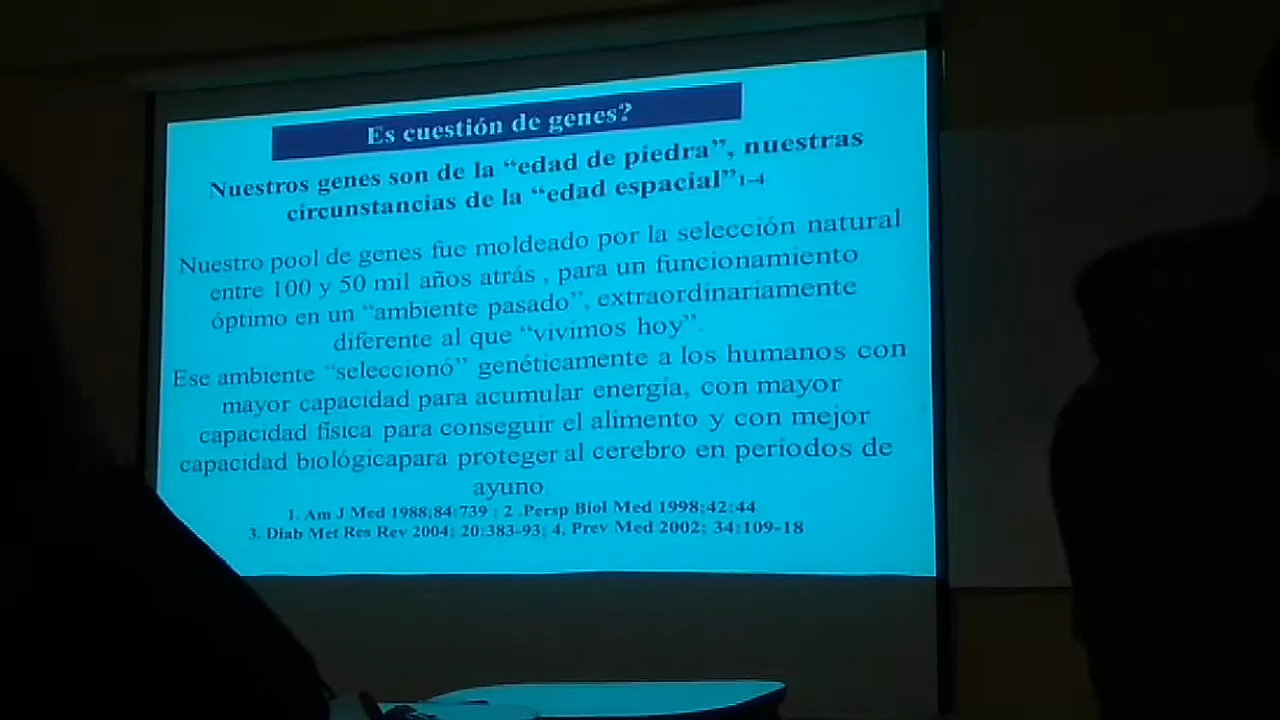 Es cuestión de genes?
Nuestros genes son de la “edad de piedra”, nuestras
circunstancias de la “edad espacial”1-4
Nuestro pool de genes fue moldeado por la selección natural
entre 100 y 50 mil años atrás , para un funcionamiento
óptimo en un “ambiente pasado”, extraordinariamente
diferente al que “vivimos hoy”.
Ese ambiente “seleccionó” genéticamente a los humanos con
mayor capacidad para acumular energía, con mayor
capacidad física para conseguir el alimento y con mejor
capacidad biológicapara proteger al cerebro en períodos de
ayuno.
1. Am J Med 1988;84:739 ; 2 .Persp Biol Med 1998;42:44
3. Diab Met Res Rev 2004; 20:383-93; 4. Prev Med 2002; 34:109-18